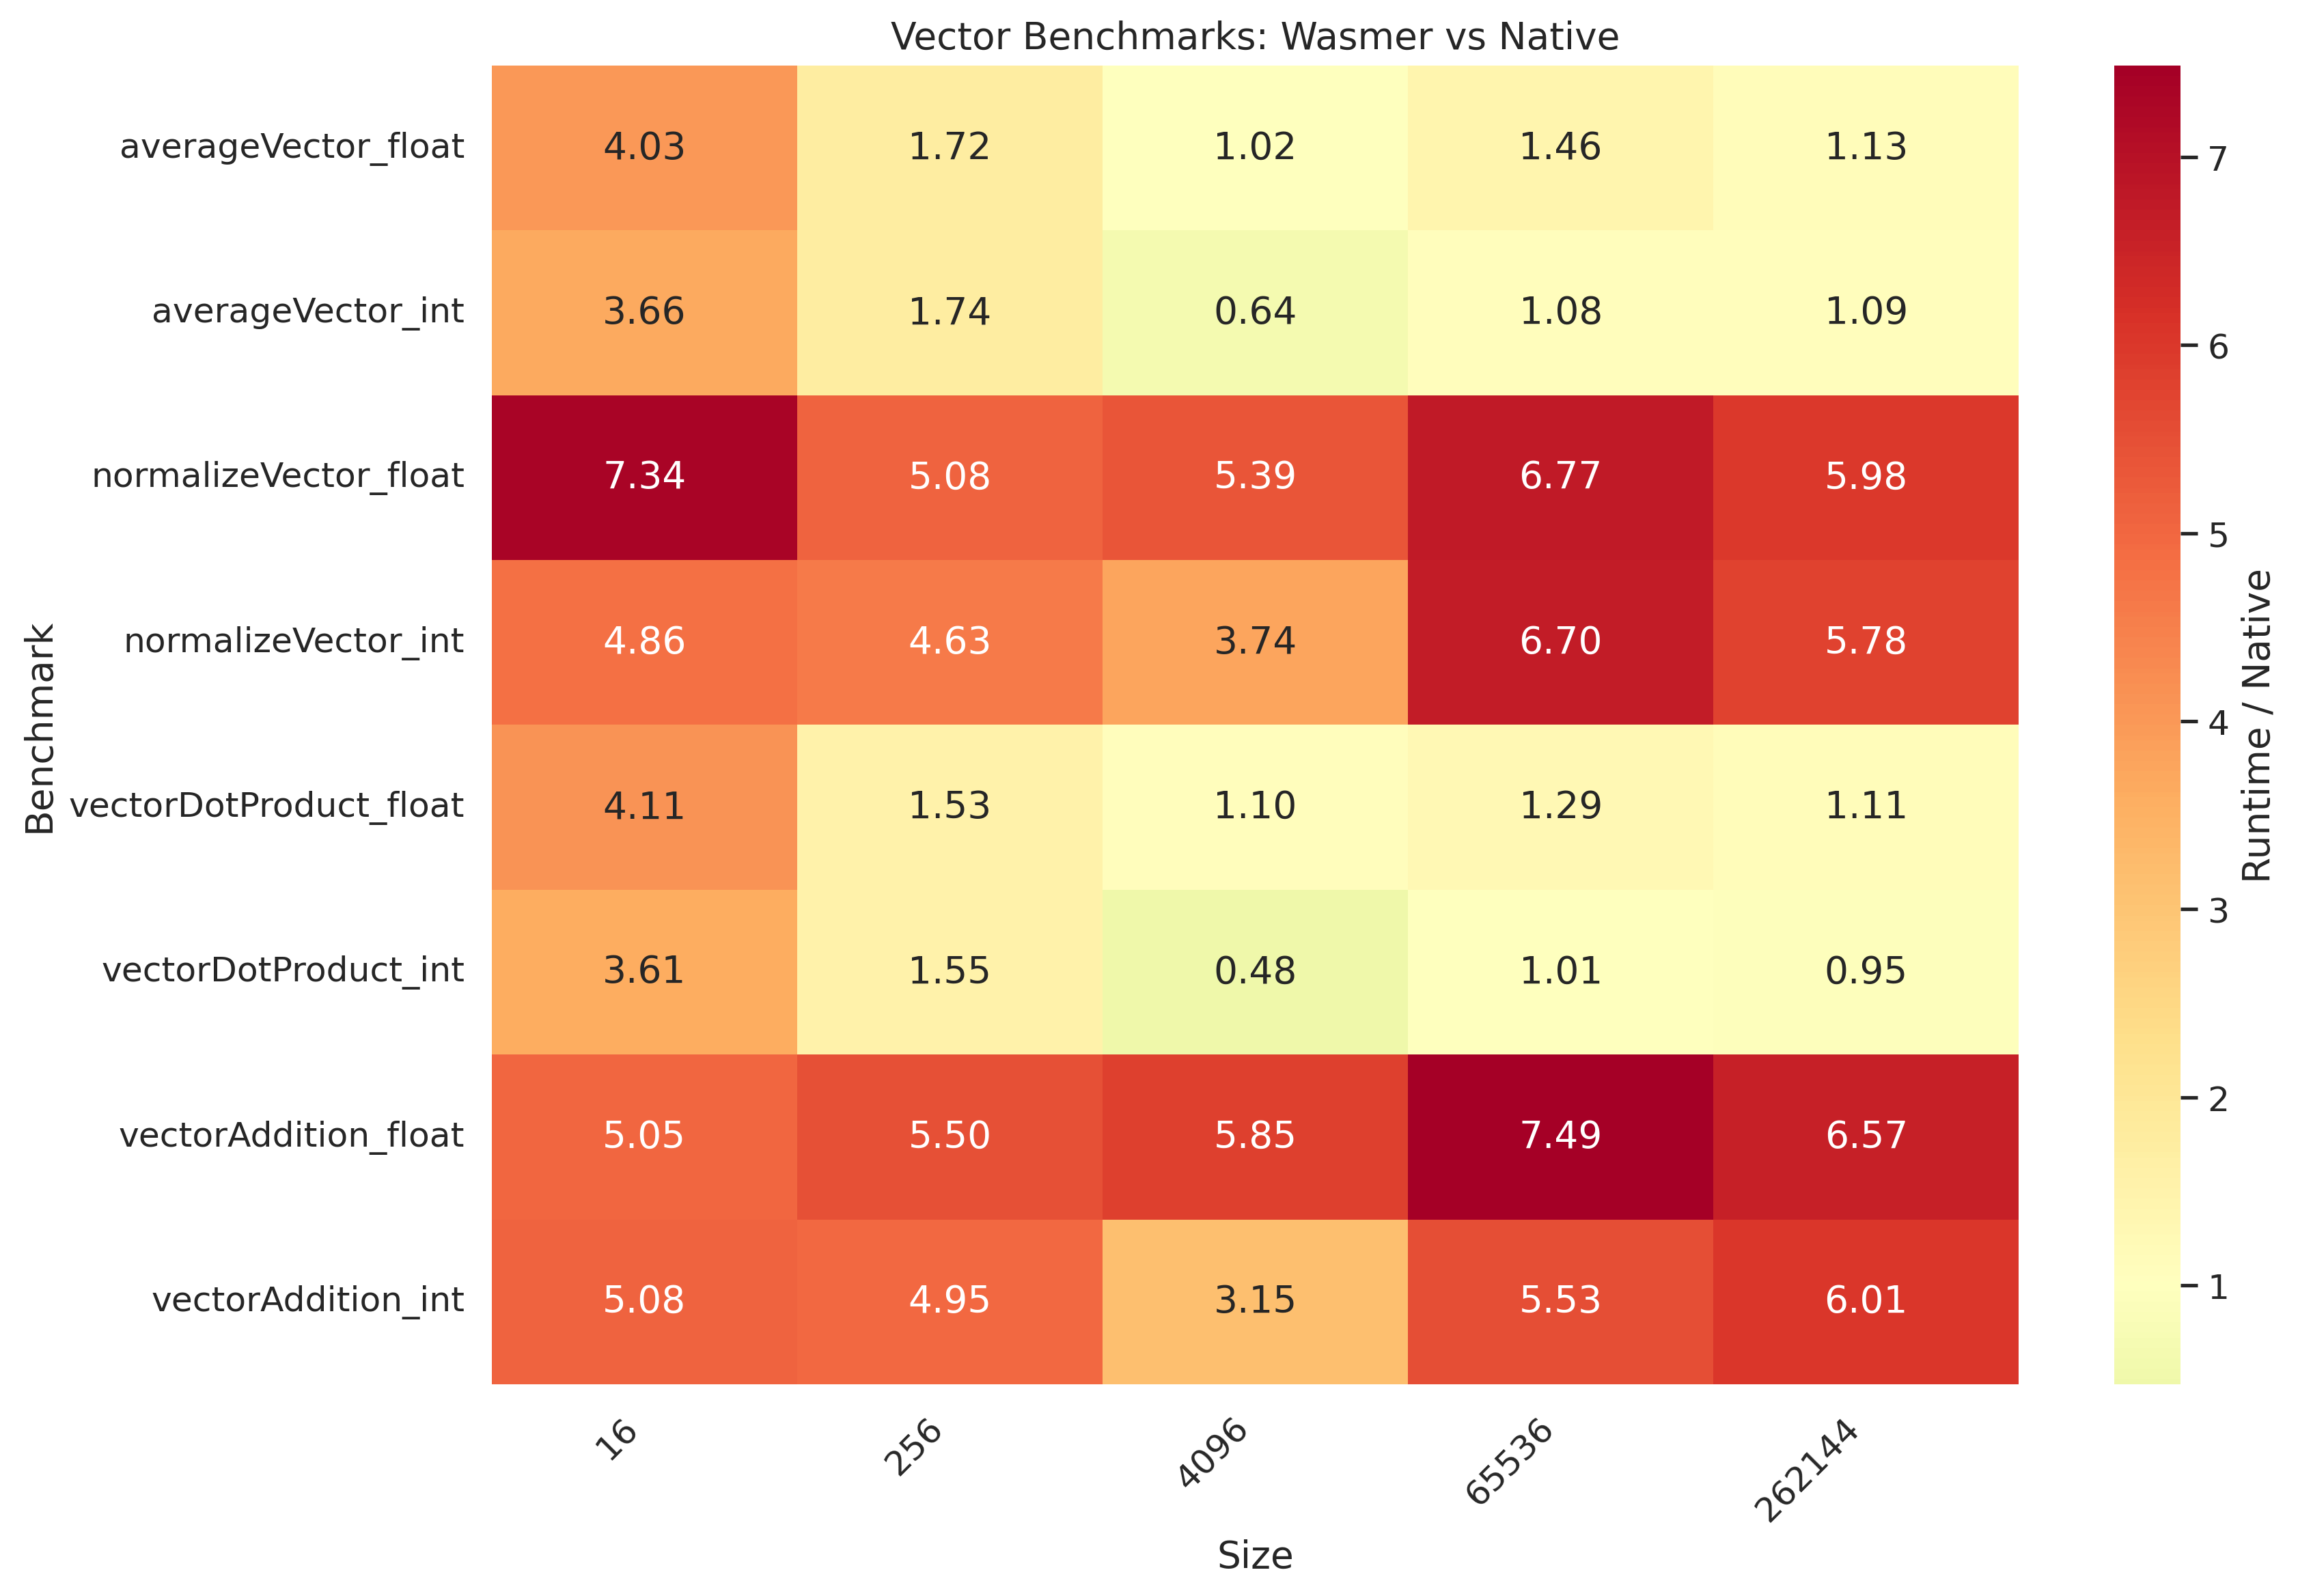 Vector Benchmarks: Wasmer vs Native
Benchmark
averageVector_float 4.03 1.72 1.02 1.46 1.13
averageVector_int 3.66 1.74 0.64 1.08 1.09
normalizeVector_float 7.34 5.08 5.39 6.77 5.98
normalizeVector_int 4.86 4.63 3.74 6.70 5.78
vectorDotProduct_float 4.11 1.53 1.10 1.29 1.11
vectorDotProduct_int 3.61 1.55 0.48 1.01 0.95
vectorAddition_float 5.05 5.50 5.85 7.49 6.57
vectorAddition_int 5.08 4.95 3.15 5.53 6.01
16 256 4096 65536 262144
Size
7
6
5
4
3
2
1
Runtime / Native